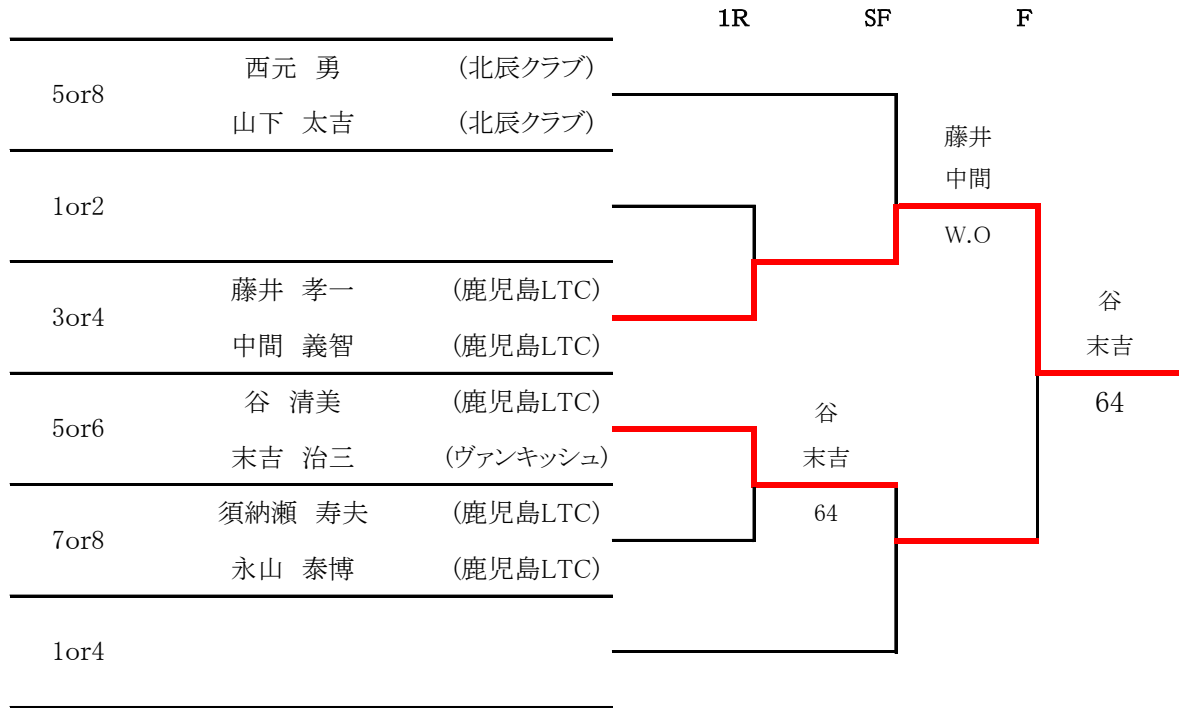 1R SF F
5or8
西元 勇 (北辰クラブ)
山下 太吉 (北辰クラブ)
藤井
中間
W.O
1or2
3or4
藤井 孝一 (鹿児島LTC)
中間 義智 (鹿児島LTC)
谷
末吉
64
5or6
谷 清美 (鹿児島LTC)
末吉 治三 (ヴァンキッシュ)
谷
末吉
64
7or8
須納瀬 寿夫 (鹿児島LTC)
永山 泰博 (鹿児島LTC)
1or4